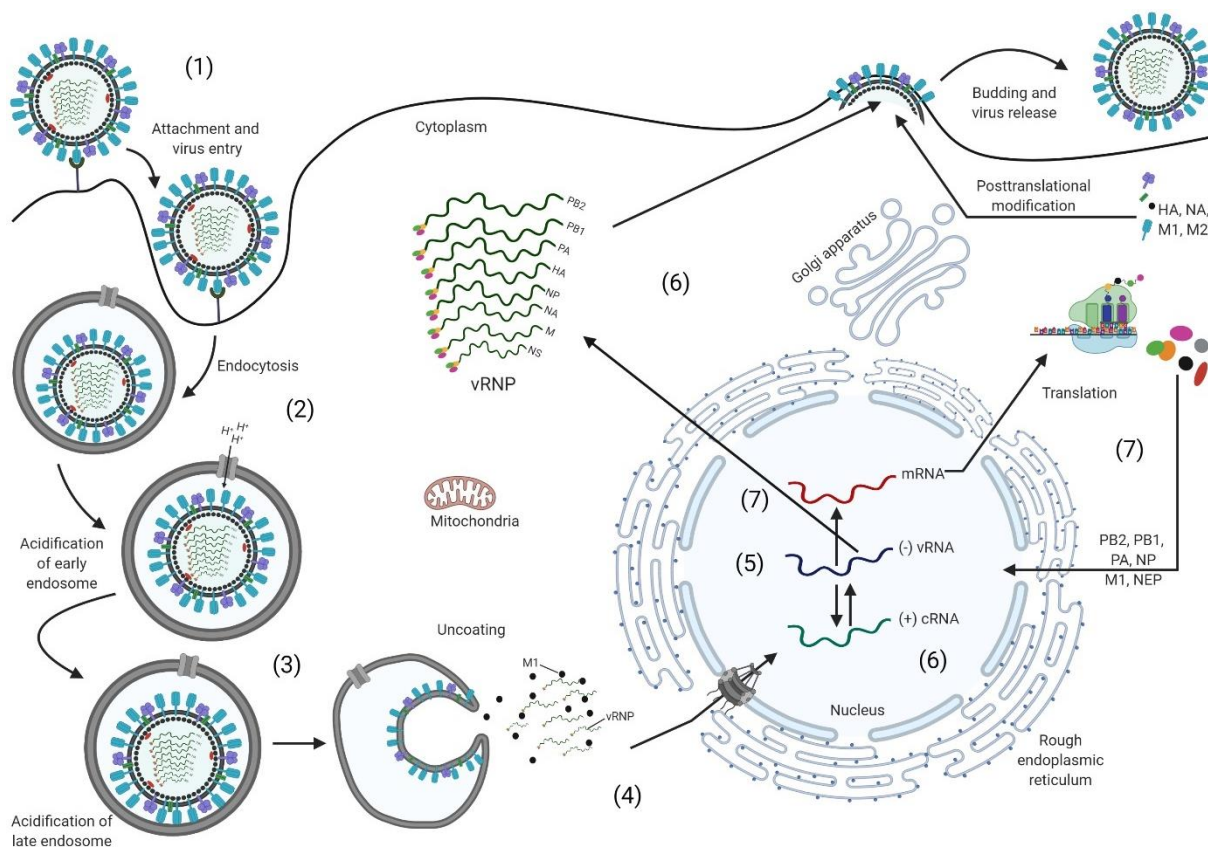 (1)
Attachment and
virus entry
Cytoplasm
Budding and
virus release
Posttranslational
modification
HA, NA,
M1, M2
PB2
PB1
PA
HA
NP
NA
M
NS
vRNP
(6)
Golgi apparatus
Endocytosis
(2)
H⁺ H⁺
H⁺
Translation
(7)
Acidification
of early
endosome
Mitochondria
mRNA
(7)
(-) vRNA
(5)
(+) cRNA
(6)
PB2, PB1,
PA, NP
M1, NEP
(3)
Uncoating
M1
vRNP
Nucleus
Rough
endoplasmic
reticulum
(4)
Acidification of
late endosome